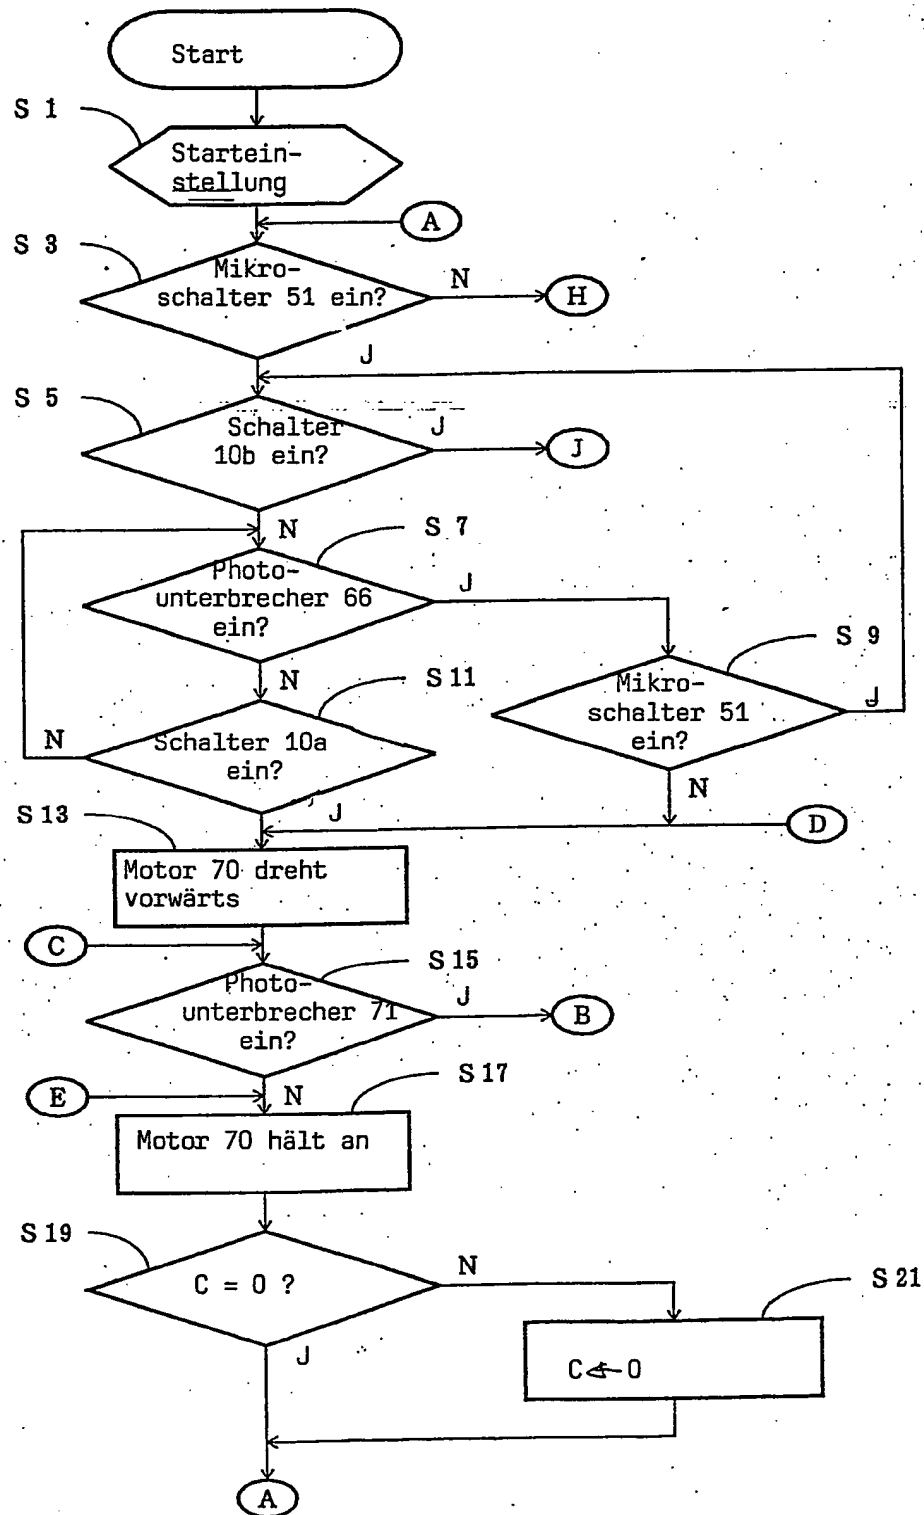 Start
S 1
Startein-
stellung
A
S 3
Mikro-
schalter 51 ein?
N
H
J
S 5
Schalter
10b ein?
J
J
N
S 7
Photo-
unterbrecher 66
ein?
J
S 9
N
S 11
Mikro-
schalter 51
ein?
J
N
Schalter 10a
ein?
N
S 13
J
D
Motor 70 dreht
vorwärts
C
S 15
Photo-
unterbrecher 71
ein?
J
B
E
N
S 17
Motor 70 hält an
S 19
C = 0 ?
N
S 21
J
C←0
A